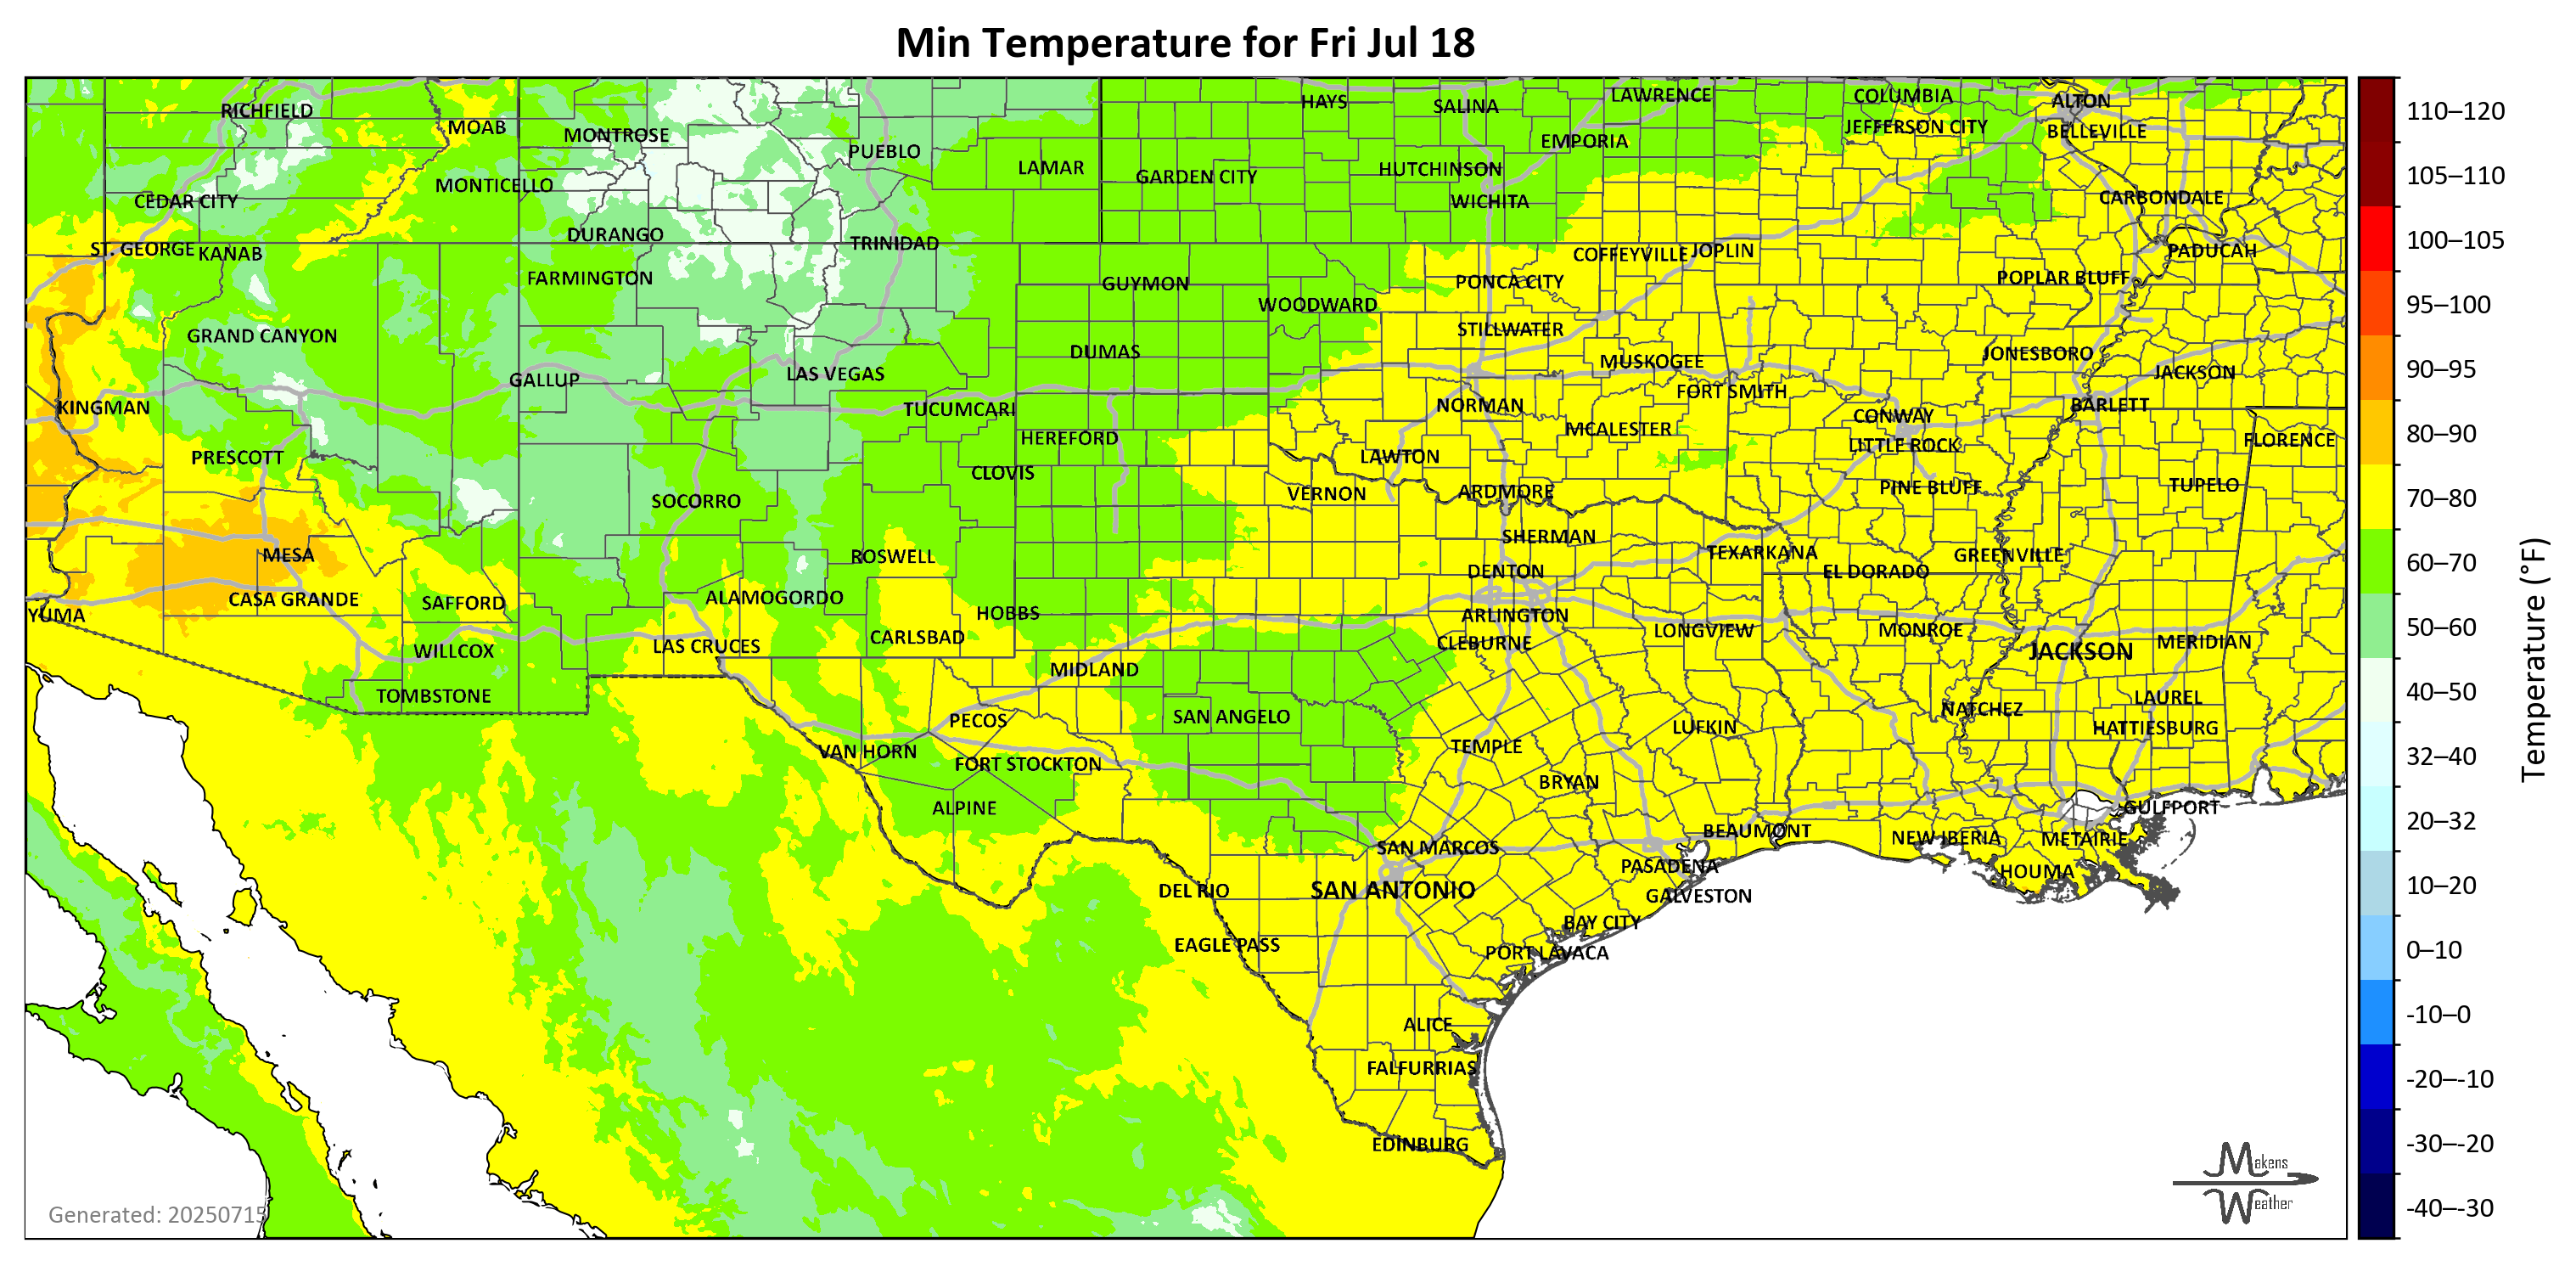 Min Temperature for Fri Jul 18
RICHFIELD
MOAB
MONTROSE
PUEBLO
LAMAR
HAYS
SALINA
LAWRENCE
COLUMBIA
ALTON
JEFFERSON CITY
BELLEVILLE
EMPORIA
HUTCHINSON
GARDEN CITY
WICHITA
MONTICELLO
CEDAR CITY
CARBONDALE
ST. GEORGE
KANAB
DURANGO
TRINIDAD
COFFEYVILLE
JOPLIN
PADUCAH
FARMINGTON
GUYMON
PONCA CITY
POPLAR BLUFF
WOODWARD
STILLWATER
GRAND CANYON
DUMAS
MUSKOGEE
JONESBORO
GALLUP
LAS VEGAS
FORT SMITH
JACKSON
KINGMAN
TUCUMCARI
NORMAN
CONWAY
BARLETT
HEREFORD
MCALESTER
LITTLE ROCK
FLORENCE
PRESCOTT
CLOVIS
LAWTON
SOCORRO
VERNON
ARDMORE
PINE BLUFF
TUPELO
MESA
ROSWELL
SHERMAN
TEXARKANA
GREENVILLE
DENTON
EL DORADO
CASA GRANDE
SAFFORD
ALAMOGORDO
YUMA
HOBBS
ARLINGTON
LAS CRUCES
CARLSBAD
CLEBURNE
LONGVIEW
MONROE
JACKSON
MERIDIAN
WILLCOX
MIDLAND
TOMBSTONE
PECOS
SAN ANGELO
LUFKIN
NATCHEZ
LAUREL
HATTIESBURG
VAN HORN
FORT STOCKTON
TEMPLE
BRYAN
ALPINE
GULFPORT
BEAUMONT
NEW IBERIA
METAIRIE
SAN MARCOS
PASADENA
HOUMA
DEL RIO
SAN ANTONIO
GALVESTON
BAY CITY
EAGLE PASS
PORT LAVACA
ALICE
FALFURRIAS
EDINBURG
Generated: 20250715
Makens
Weather
110–120
105–110
100–105
95–100
90–95
80–90
70–80
60–70
50–60
40–50
32–40
20–32
10–20
0–10
-10–0
-20–-10
-30–-20
-40–-30
Temperature (°F)